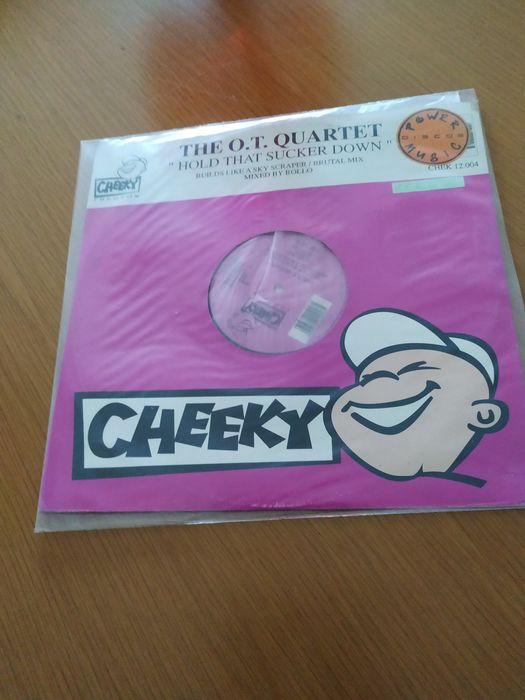 THE O.T. QUARTET
" HOLD THAT SUCKER DOWN "
BUILDS LIKE A SKY SCRAPER / BRUTAL MIX
MIXED BY ROLLO
CHEEKY
POWER
DISCOS
MUSIC
CHEK 12.004
CHEEKY
CHEEKY